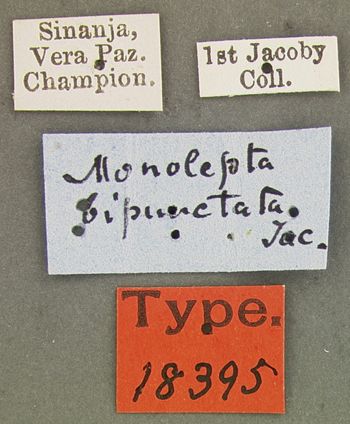 Sinanja,
Vera Paz.
Champion.
1st Jacoby
Coll.
Monolepta
bipunctata.
Jac.
Type.
18395